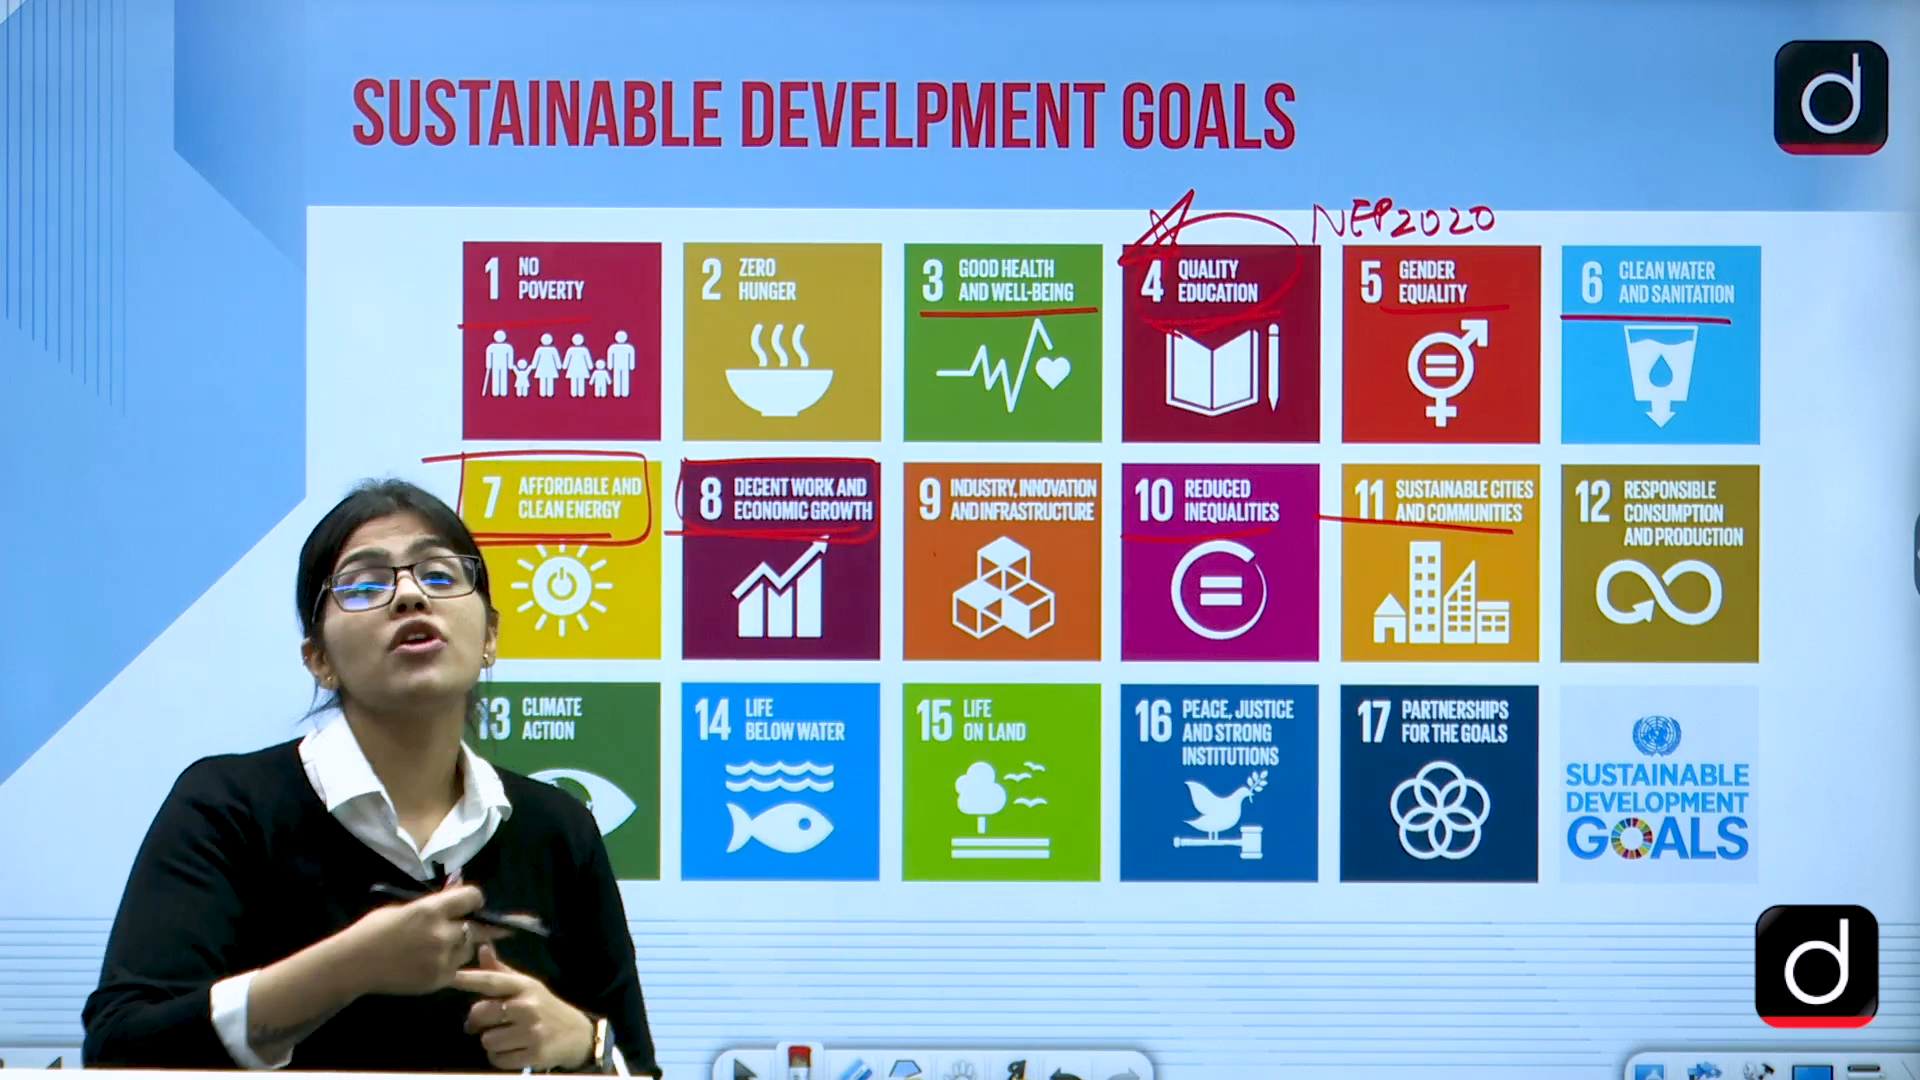 SUSTAINABLE DEVELPMENT GOALS
d
NEP 2020
1 NO
POVERTY
2 ZERO
HUNGER
3 GOOD HEALTH
AND WELL-BEING
4 QUALITY
EDUCATION
5 GENDER
EQUALITY
6 CLEAN WATER
AND SANITATION
7 AFFORDABLE AND
CLEAN ENERGY
8 DECENT WORK AND
ECONOMIC GROWTH
9 INDUSTRY, INNOVATION
AND INFRASTRUCTURE
10 REDUCED
INEQUALITIES
11 SUSTAINABLE CITIES
AND COMMUNITIES
12 RESPONSIBLE
CONSUMPTION
AND PRODUCTION
13 CLIMATE
ACTION
14 LIFE
BELOW WATER
15 LIFE
ON LAND
16 PEACE, JUSTICE
AND STRONG
INSTITUTIONS
17 PARTNERSHIPS
FOR THE GOALS
SUSTAINABLE
DEVELOPMENT
GOALS
d